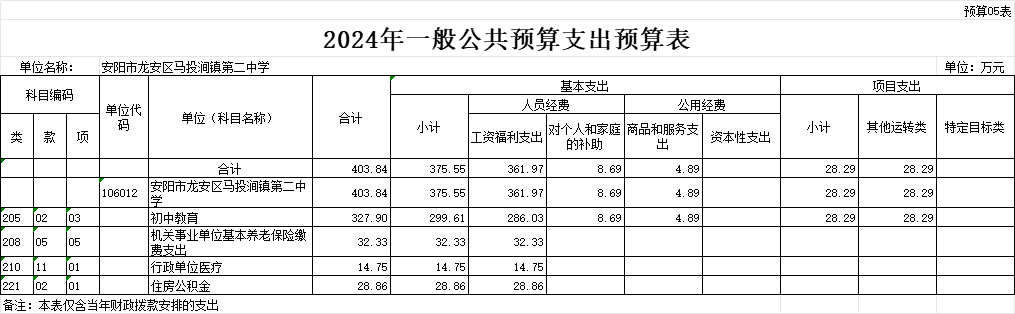 预算05表
2024年一般公共预算支出预算表
单位名称： 安阳市龙安区马投涧镇第二中学 单位：万元
科目编码 单位代码 单位（科目名称） 合计 基本支出 项目支出
人员经费 公用经费
类 款 项 小计 工资福利支出 对个人和家庭的补助 商品和服务支出 资本性支出 小计 其他运转类 特定目标类
合计 403.84 375.55 361.97 8.69 4.89 28.29 28.29
106012 安阳市龙安区马投涧镇第二中学 403.84 375.55 361.97 8.69 4.89 28.29 28.29
205 02 03 初中教育 327.90 299.61 286.03 8.69 4.89 28.29 28.29
208 05 05 机关事业单位基本养老保险缴费支出 32.33 32.33 32.33
210 11 01 行政单位医疗 14.75 14.75 14.75
221 02 01 住房公积金 28.86 28.86 28.86
备注：本表仅含当年财政拨款安排的支出